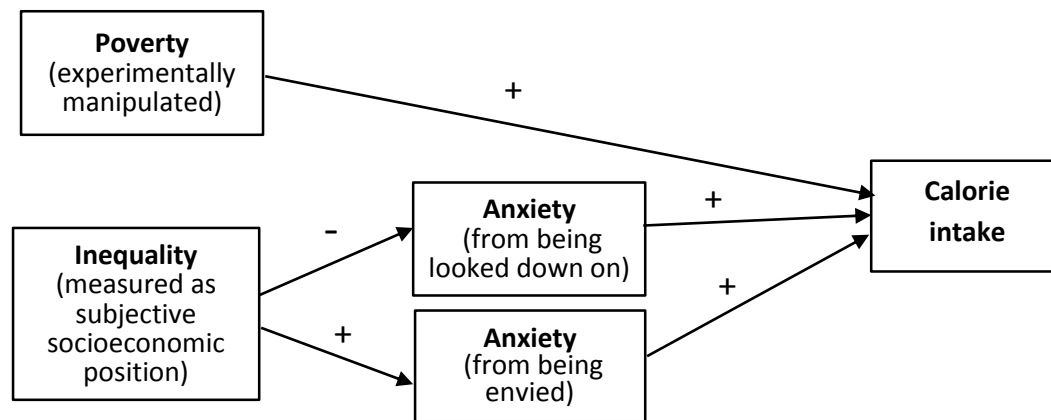 Poverty
(experimentally
manipulated)
+
Calorie
intake
Anxiety
(from being
looked down on)
+
-
Inequality
(measured as
subjective
socioeconomic
position)
+
+
Anxiety
(from being
envied)